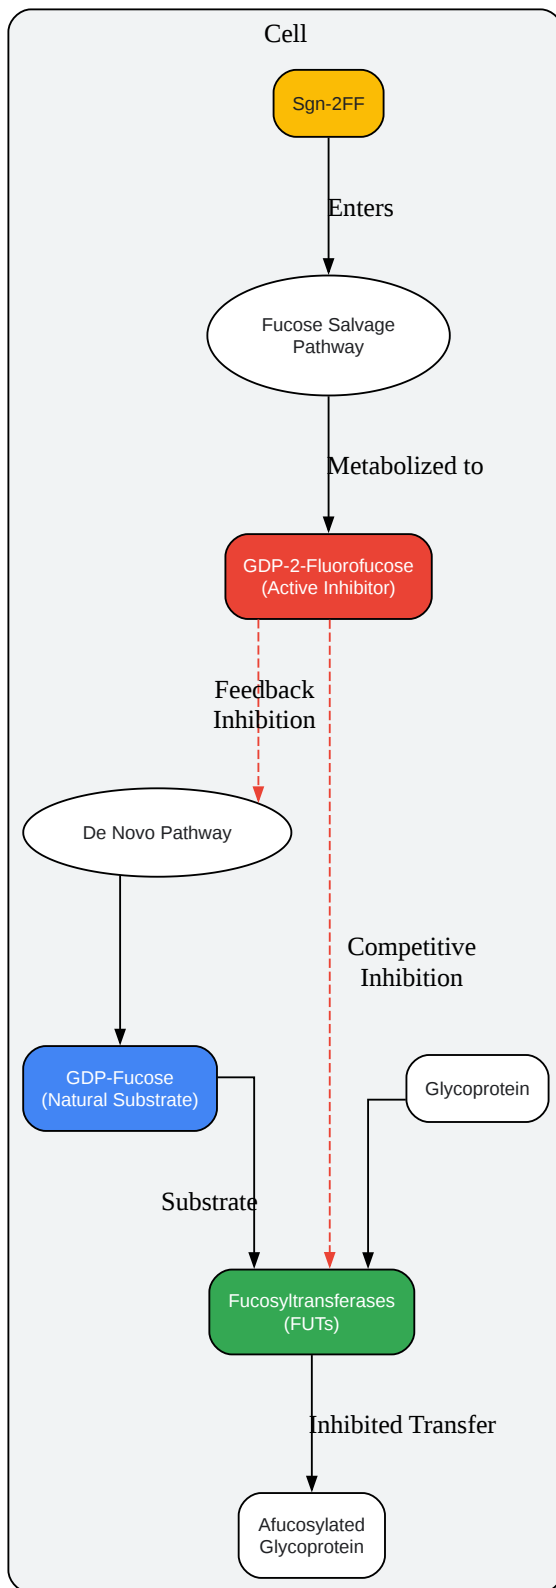 Cell
Sgn-2FF
Enters
Fucose Salvage
Pathway
Metabolized to
GDP-2-Fluorofucose
(Active Inhibitor)
Feedback
Inhibition
De Novo Pathway
Competitive
Inhibition
GDP-Fucose
(Natural Substrate)
Glycoprotein
Substrate
Fucosyltransferases
(FUTs)
Inhibited Transfer
Afucosylated
Glycoprotein